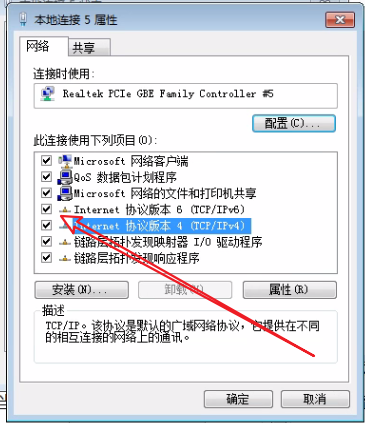 本地连接 5 属性
网络
共享
连接时使用:
Realtek PCIe GBE Family Controller #5
配置(C)...
此连接使用下列项目(O):
Microsoft 网络客户端
QoS 数据包计划程序
Microsoft 网络的文件和打印机共享
Internet 协议版本 6 (TCP/IPv6)
Internet 协议版本 4 (TCP/IPv4)
链路层拓扑发现映射器 I/O 驱动程序
链路层拓扑发现响应程序
安装(N)...
卸载(U)
属性(R)
描述
TCP/IP。该协议是默认的广域网络协议，它提供在不同
的相互连接的网络上的通讯。
确定
取消